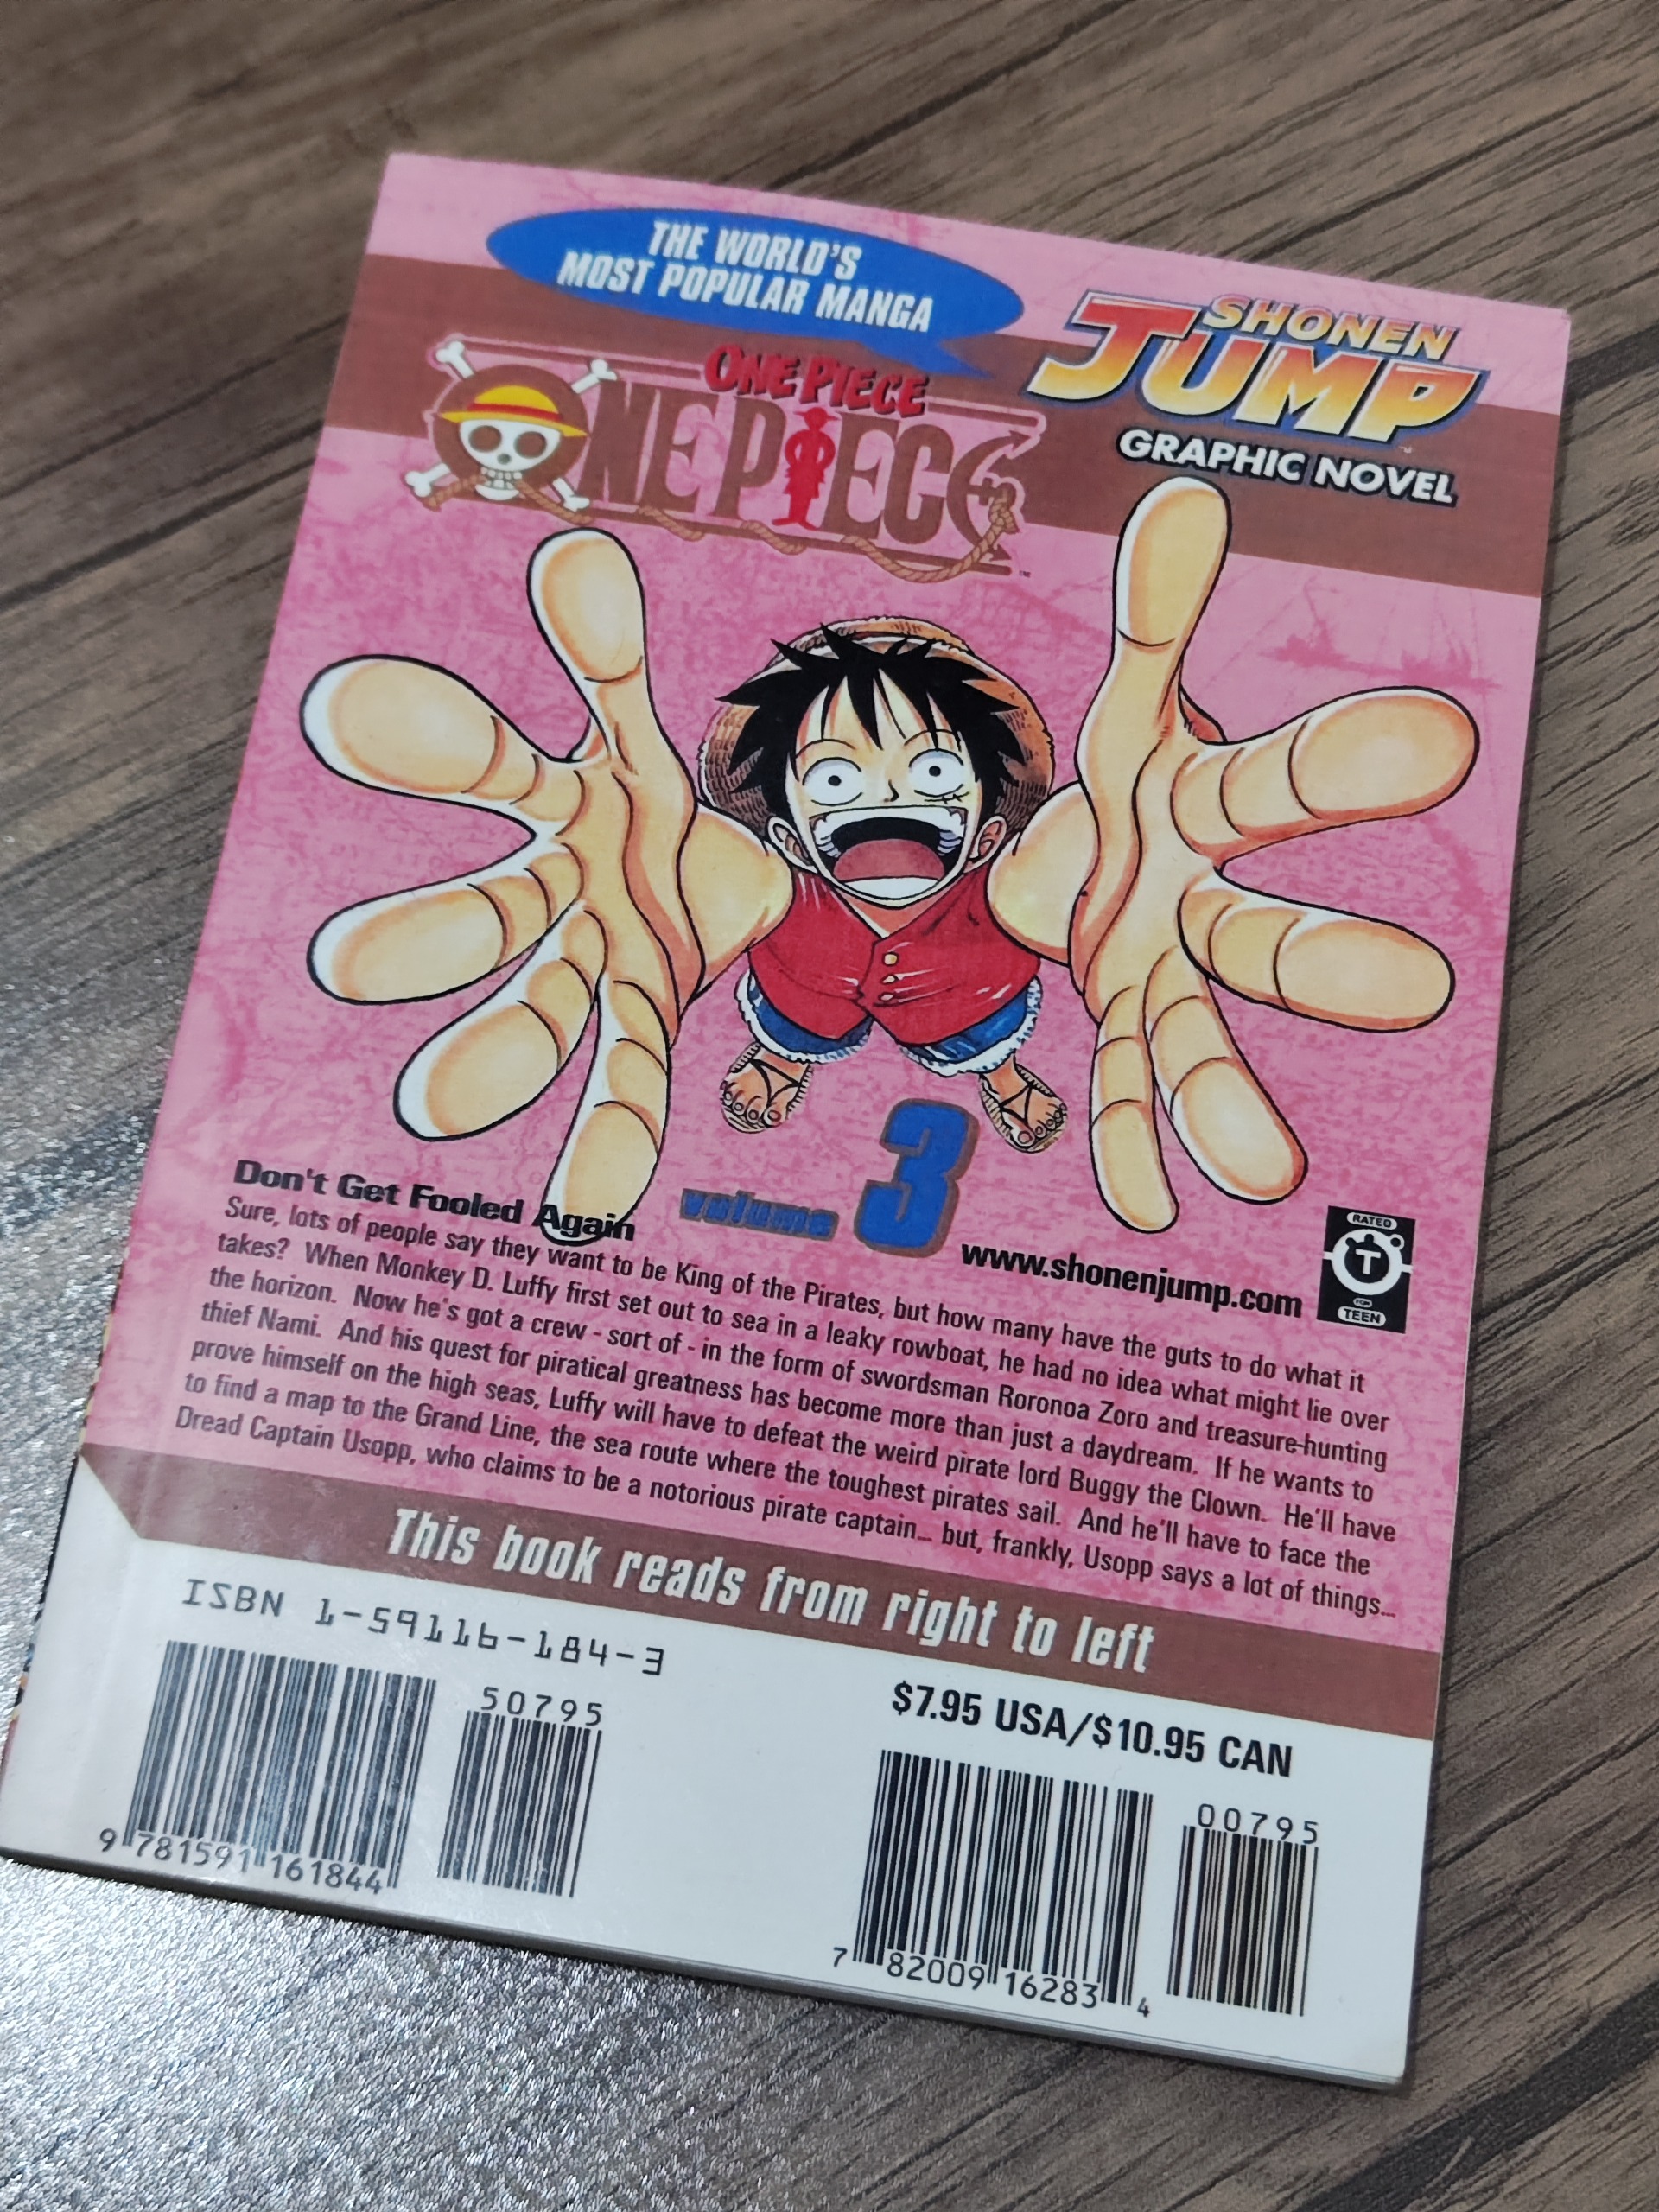 THE WORLD'S
MOST POPULAR MANGA
SHONEN
JUMP
GRAPHIC NOVEL
ONE PIECE
ONE PIECE
™
volume 3
www.shonenjump.com
RATED
T
FOR
TEEN
Don't Get Fooled Again
Sure, lots of people say they want to be King of the Pirates, but how many have the guts to do what it
takes? When Monkey D. Luffy first set out to sea in a leaky rowboat, he had no idea what might lie over
the horizon. Now he's got a crew - sort of - in the form of swordsman Roronoa Zoro and treasure-hunting
thief Nami. And his quest for piratical greatness has become more than just a daydream. If he wants to
prove himself on the high seas, Luffy will have to defeat the weird pirate lord Buggy the Clown. He'll have
to find a map to the Grand Line, the sea route where the toughest pirates sail. And he'll have to face the
Dread Captain Usopp, who claims to be a notorious pirate captain... but, frankly, Usopp says a lot of things...
This book reads from right to left
ISBN 1-59116-184-3
50795
9 781591 161844
$7.95 USA/$10.95 CAN
00795
7 82009 16283 4